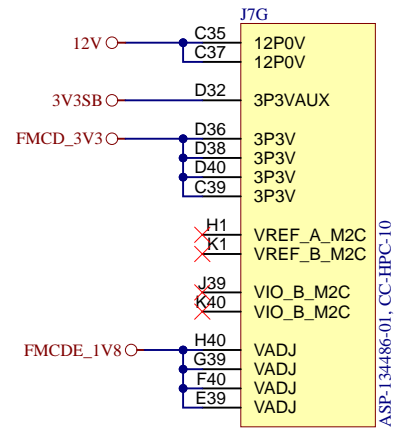 J7G
12V
C35
12P0V
C37
12P0V
3V3SB
D32
3P3VAUX
FMCD_3V3
D36
3P3V
D38
3P3V
D40
3P3V
C39
3P3V
H1
VREF_A_M2C
K1
VREF_B_M2C
J39
VIO_B_M2C
K40
VIO_B_M2C
FMCDE_1V8
H40
VADJ
G39
VADJ
F40
VADJ
E39
VADJ
ASP-134486-01, CC-HPC-10